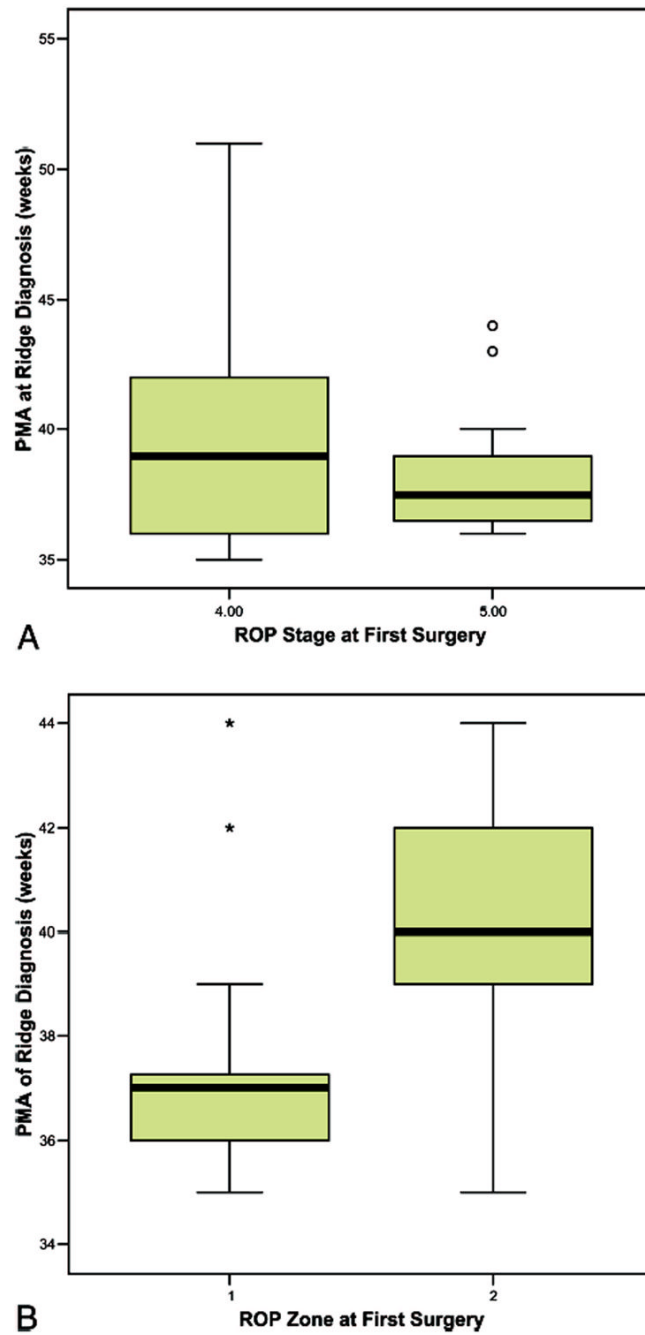 55
50
45
40
35
PMA at Ridge Diagnosis (weeks)
4.00
5.00
ROP Stage at First Surgery
A
44
42
40
38
36
34
PMA of Ridge Diagnosis (weeks)
*
*
1
2
ROP Zone at First Surgery
B